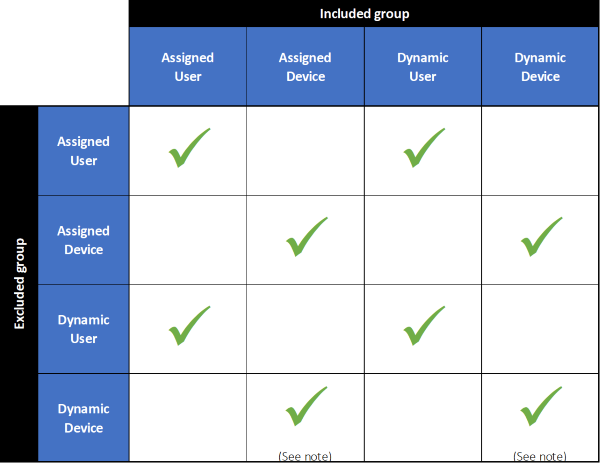 Included group
Assigned
User
Assigned
Device
Dynamic
User
Dynamic
Device
Excluded group
Assigned
User
Assigned
Device
Dynamic
User
Dynamic
Device
(See note)
(See note)